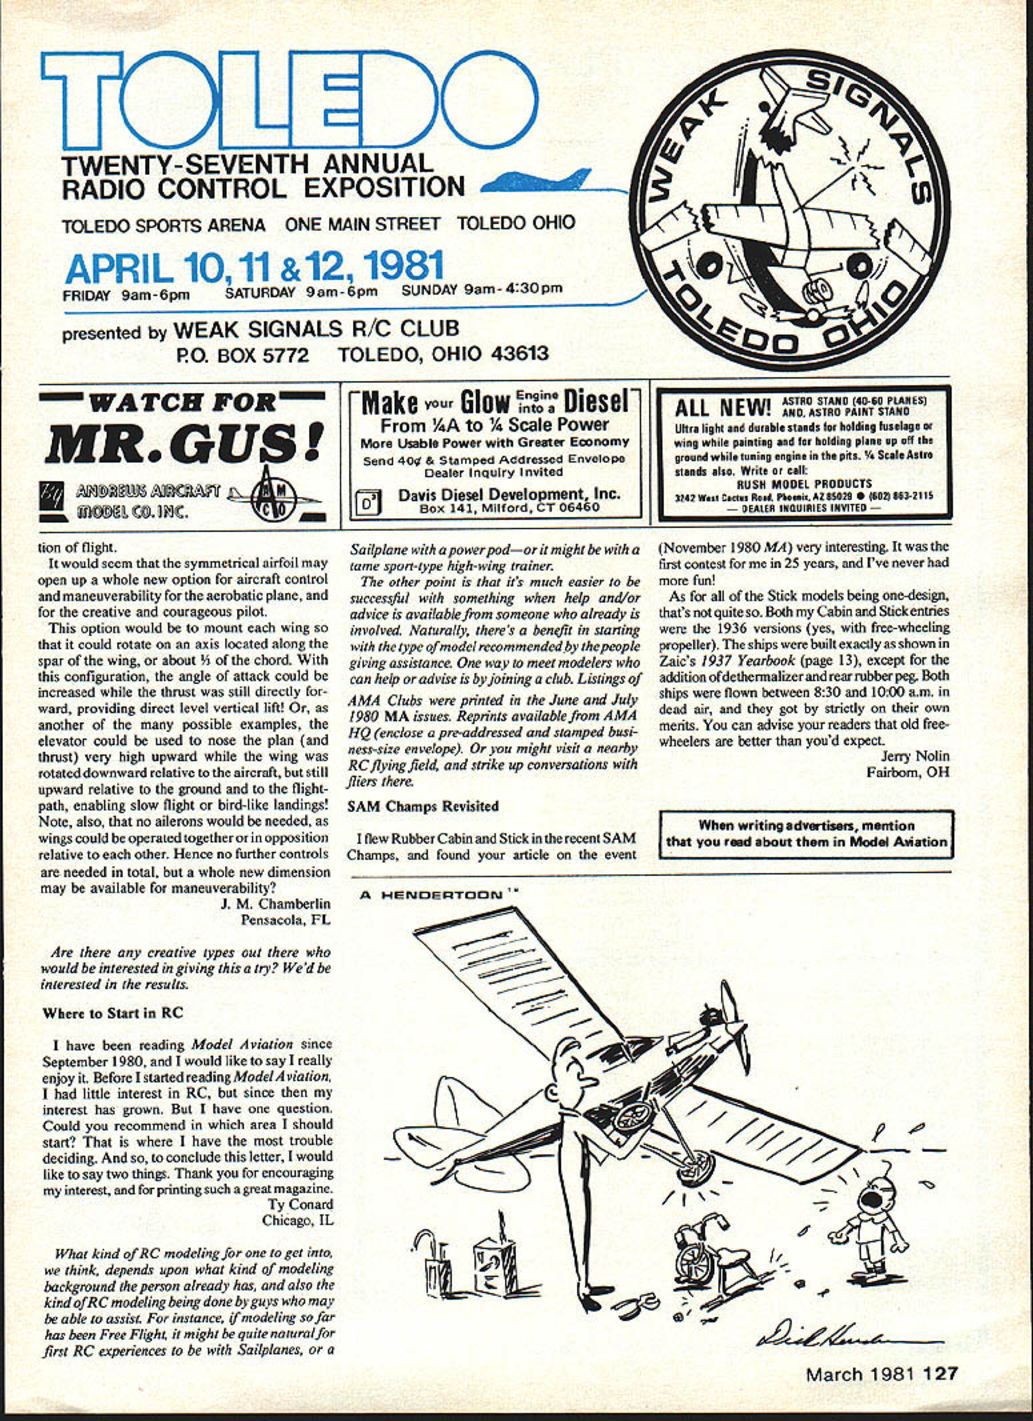 TOLEDO
TWENTY-SEVENTH ANNUAL
RADIO CONTROL EXPOSITION
TOLEDO SPORTS ARENA ONE MAIN STREET TOLEDO OHIO
APRIL 10, 11 & 12, 1981
FRIDAY 9am-6pm SATURDAY 9am-6pm SUNDAY 9am-4:30pm
presented by WEAK SIGNALS R/C CLUB
P.O. BOX 5772 TOLEDO, OHIO 43613
WEAK SIGNALS
TOLEDO OHIO
WATCH FOR
MR. GUS!
By
ANDREWS AIRCRAFT
MODEL CO. INC.
AMCO
Make your Glow Engine into a Diesel
From ¼A to ¼ Scale Power
More Usable Power with Greater Economy
Send 40¢ & Stamped Addressed Envelope
Dealer Inquiry Invited
D³
Davis Diesel Development, Inc.
Box 141, Milford, CT 06460
ALL NEW! ASTRO STAND (40-60 PLANES)
AND, ASTRO PAINT STAND
Ultra light and durable stands for holding fuselage or
wing while painting and for holding plane up off the
ground while tuning engine in the pits. ¼ Scale Astro
stands also. Write or call:
RUSH MODEL PRODUCTS
3242 West Cactus Road, Phoenix, AZ 85029 ● (602) 863-2115
— DEALER INQUIRIES INVITED —
tion of flight.
It would seem that the symmetrical airfoil may
open up a whole new option for aircraft control
and maneuverability for the aerobatic plane, and
for the creative and courageous pilot.
This option would be to mount each wing so
that it could rotate on an axis located along the
spar of the wing, or about ⅓ of the chord. With
this configuration, the angle of attack could be
increased while the thrust was still directly for-
ward, providing direct level vertical lift! Or, as
another of the many possible examples, the
elevator could be used to nose the plan (and
thrust) very high upward while the wing was
rotated downward relative to the aircraft, but still
upward relative to the ground and to the flight-
path, enabling slow flight or bird-like landings!
Note, also, that no ailerons would be needed, as
wings could be operated together or in opposition
relative to each other. Hence no further controls
are needed in total, but a whole new dimension
may be available for maneuverability?
J. M. Chamberlin
Pensacola, FL
Are there any creative types out there who
would be interested in giving this a try? We'd be
interested in the results.
Where to Start in RC
I have been reading Model Aviation since
September 1980, and I would like to say I really
enjoy it. Before I started reading Model Aviation,
I had little interest in RC, but since then my
interest has grown. But I have one question.
Could you recommend in which area I should
start? That is where I have the most trouble
deciding. And so, to conclude this letter, I would
like to say two things. Thank you for encouraging
my interest, and for printing such a great magazine.
Ty Conard
Chicago, IL
What kind of RC modeling for one to get into,
we think, depends upon what kind of modeling
background the person already has, and also the
kind of RC modeling being done by guys who may
be able to assist. For instance, if modeling so far
has been Free Flight, it might be quite natural for
first RC experiences to be with Sailplanes, or a
Sailplane with a power pod—or it might be with a
tame sport-type high-wing trainer.
The other point is that it's much easier to be
successful with something when help and/or
advice is available from someone who already is
involved. Naturally, there's a benefit in starting
with the type of model recommended by the people
giving assistance. One way to meet modelers who
can help or advise is by joining a club. Listings of
AMA Clubs were printed in the June and July
1980 MA issues. Reprints available from AMA
HQ (enclose a pre-addressed and stamped busi-
ness-size envelope). Or you might visit a nearby
RC flying field, and strike up conversations with
fliers there.
SAM Champs Revisited
I flew Rubber Cabin and Stick in the recent SAM
Champs, and found your article on the event
(November 1980 MA) very interesting. It was the
first contest for me in 25 years, and I've never had
more fun!
As for all of the Stick models being one-design,
that's not quite so. Both my Cabin and Stick entries
were the 1936 versions (yes, with free-wheeling
propeller). The ships were built exactly as shown in
Zaic's 1937 Yearbook (page 13), except for the
addition of dethermalizer and rear rubber peg. Both
ships were flown between 8:30 and 10:00 a.m. in
dead air, and they got by strictly on their own
merits. You can advise your readers that old free-
wheelers are better than you'd expect.
Jerry Nolin
Fairborn, OH
When writing advertisers, mention
that you read about them in Model Aviation
A HENDERTOON ™
March 1981 127